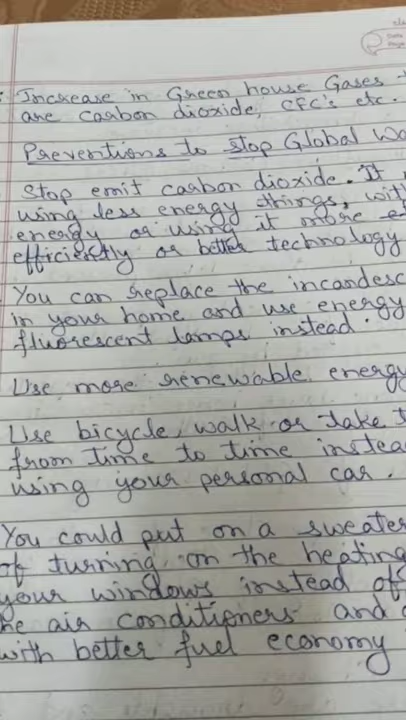 Increase in Green house Gases
are carbon dioxide, CFC's etc.
Preventions to stop Global Wa
Stop emit carbon dioxide. It
using less energy things, with
energy or using it more ef
efficiently or better technology
You can replace the incandesc
in your home and use energy
fluorescent lamps instead.
Use more renewable energy
Use bicycle, walk or take t
from time to time instea
using your personal car.
You could put on a sweater
of turning on the heating
your windows instead of
he air conditioners and
with better fuel economy